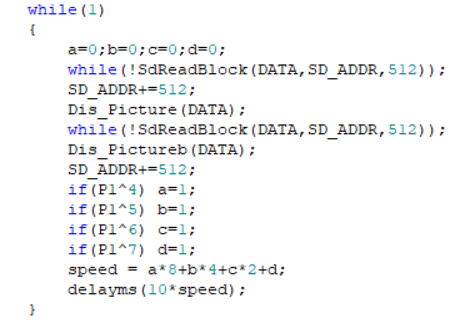 while(1)
{
a=0;b=0;c=0;d=0;
while(!SdReadBlock(DATA,SD_ADDR,512));
SD_ADDR+=512;
Dis_Picture(DATA);
while(!SdReadBlock(DATA,SD_ADDR,512));
Dis_Pictureb(DATA);
SD_ADDR+=512;
if(P1^4) a=1;
if(P1^5) b=1;
if(P1^6) c=1;
if(P1^7) d=1;
speed = a*8+b*4+c*2+d;
delayms(10*speed);
}